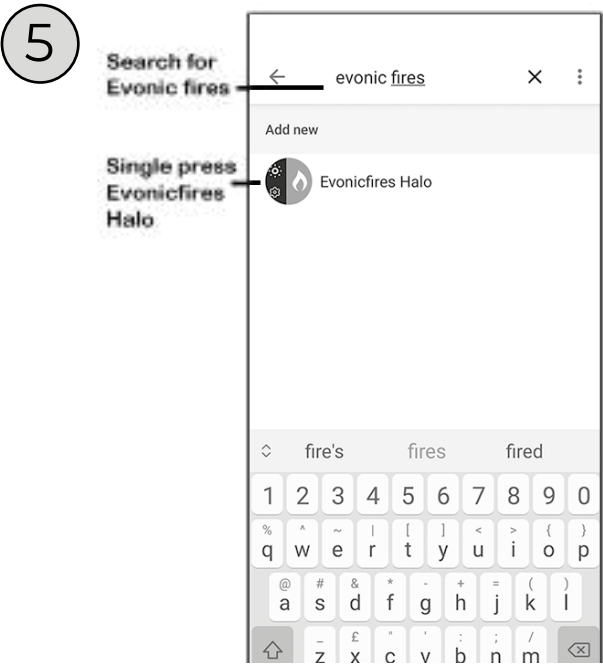 5
Search for
Evonic fires
evonic fires
Add new
Single press
Evonicfires
Halo
Evonicfires Halo
fire's fires fired
1 2 3 4 5 6 7 8 9 0
% ^ ~ | [ ] < > { }
q w e r t y u i o p
@ # & * - + = ( )
a s d f g h j k l
_ £ " ' : ; /
z x c v b n m